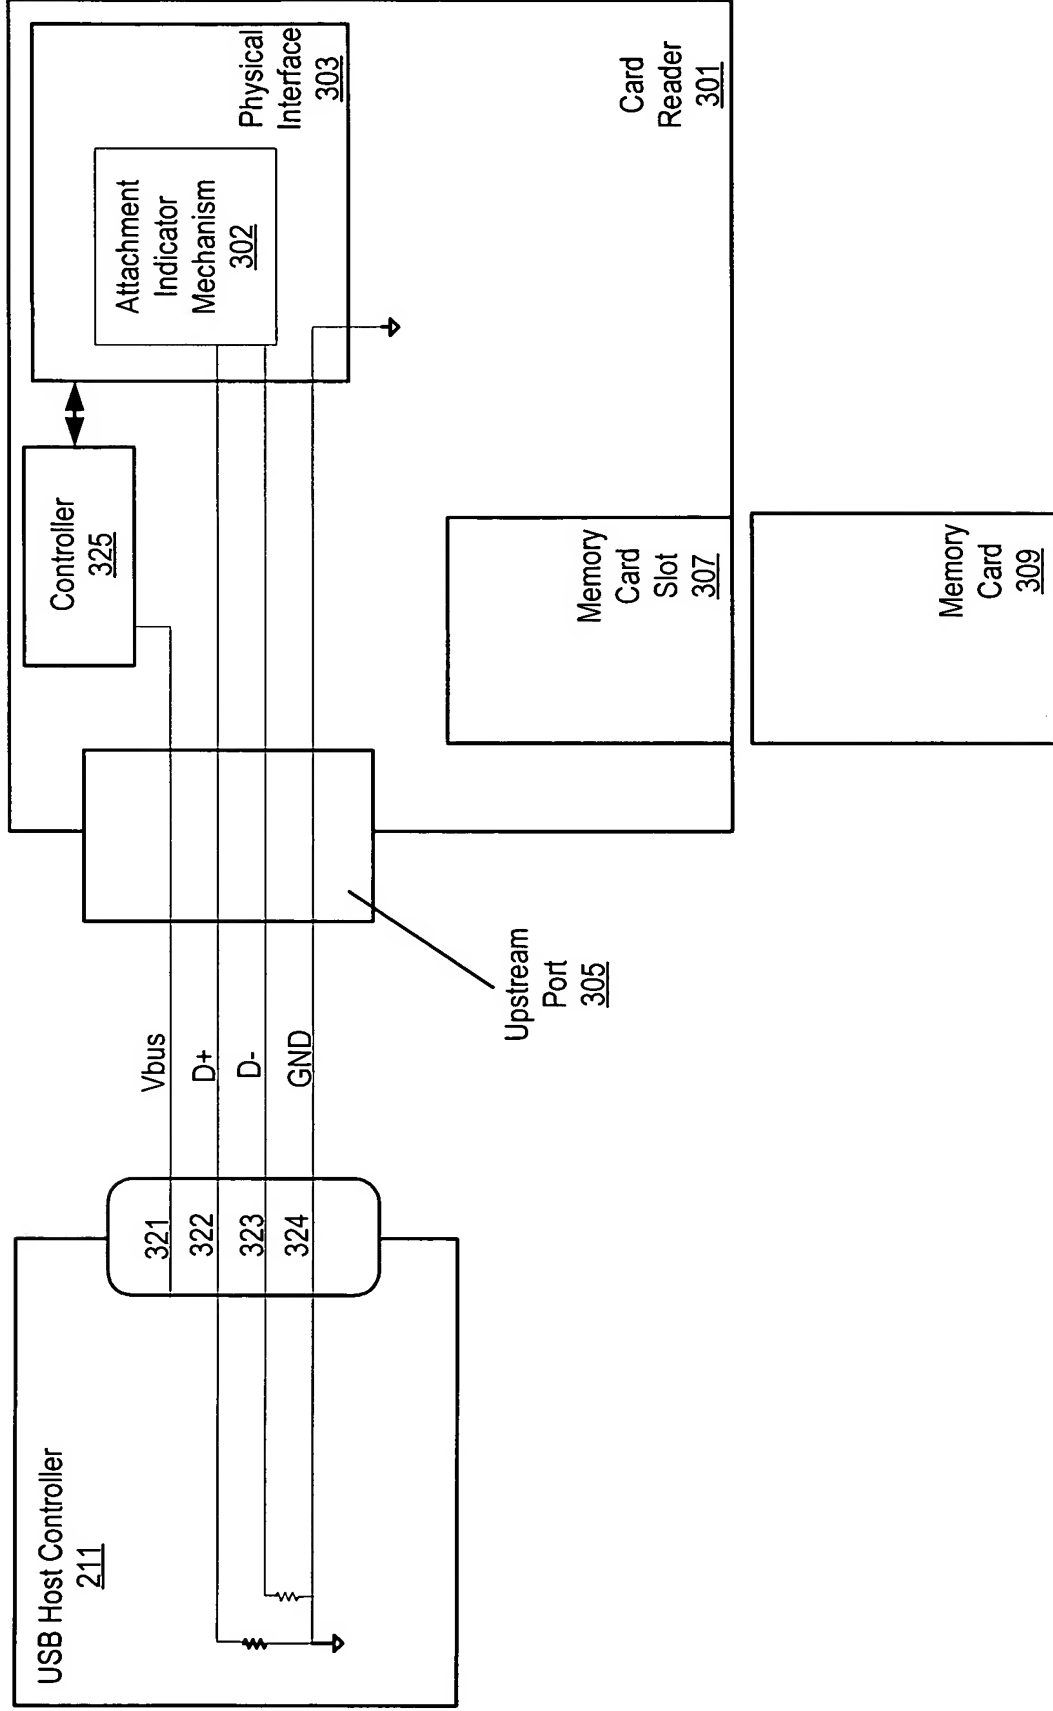 USB Host Controller
211
321
322
323
324
Vbus
D+
D-
GND
Upstream
Port
305
Controller
325
Attachment
Indicator
Mechanism
302
Physical
Interface
303
Memory
Card
Slot
307
Card
Reader
301
Memory
Card
309